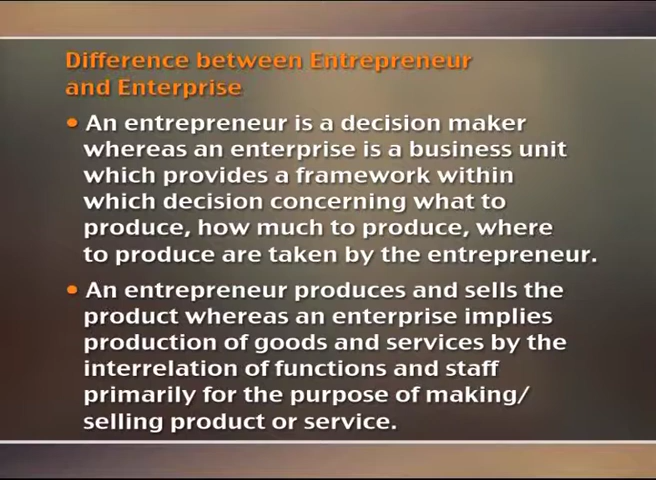 Difference between Entrepreneur
and Enterprise
• An entrepreneur is a decision maker
whereas an enterprise is a business unit
which provides a framework within
which decision concerning what to
produce, how much to produce, where
to produce are taken by the entrepreneur.
• An entrepreneur produces and sells the
product whereas an enterprise implies
production of goods and services by the
interrelation of functions and staff
primarily for the purpose of making/
selling product or service.